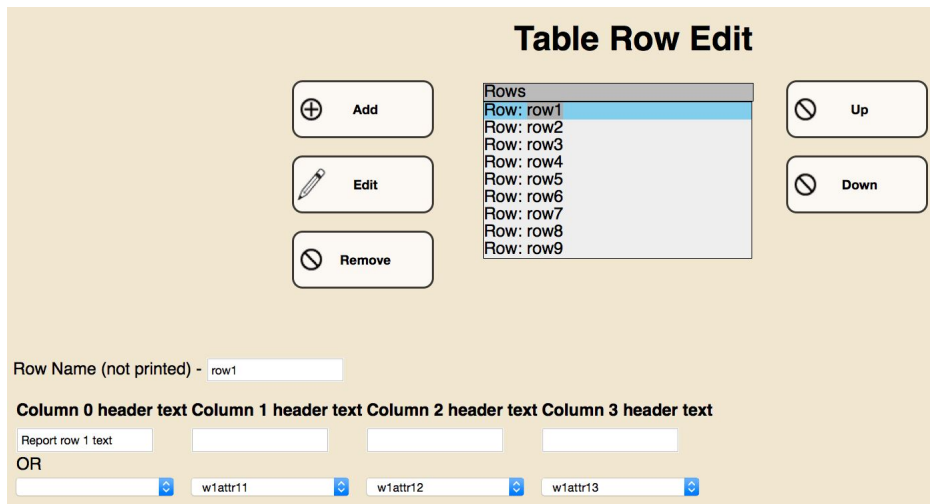 Table Row Edit
Add
Edit
Remove
Rows
Row: row1
Row: row2
Row: row3
Row: row4
Row: row5
Row: row6
Row: row7
Row: row8
Row: row9
Up
Down
Row Name (not printed) - row1
Column 0 header text Column 1 header text Column 2 header text Column 3 header text
Report row 1 text
OR
w1attr11 w1attr12 w1attr13